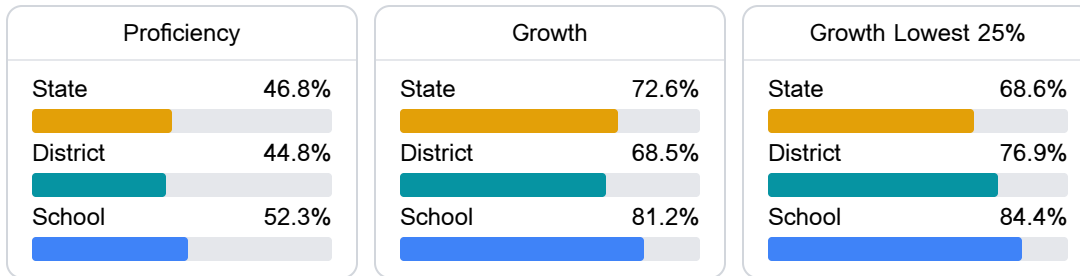 Proficiency
State 46.8%
District 44.8%
School 52.3%
Growth
State 72.6%
District 68.5%
School 81.2%
Growth Lowest 25%
State 68.6%
District 76.9%
School 84.4%